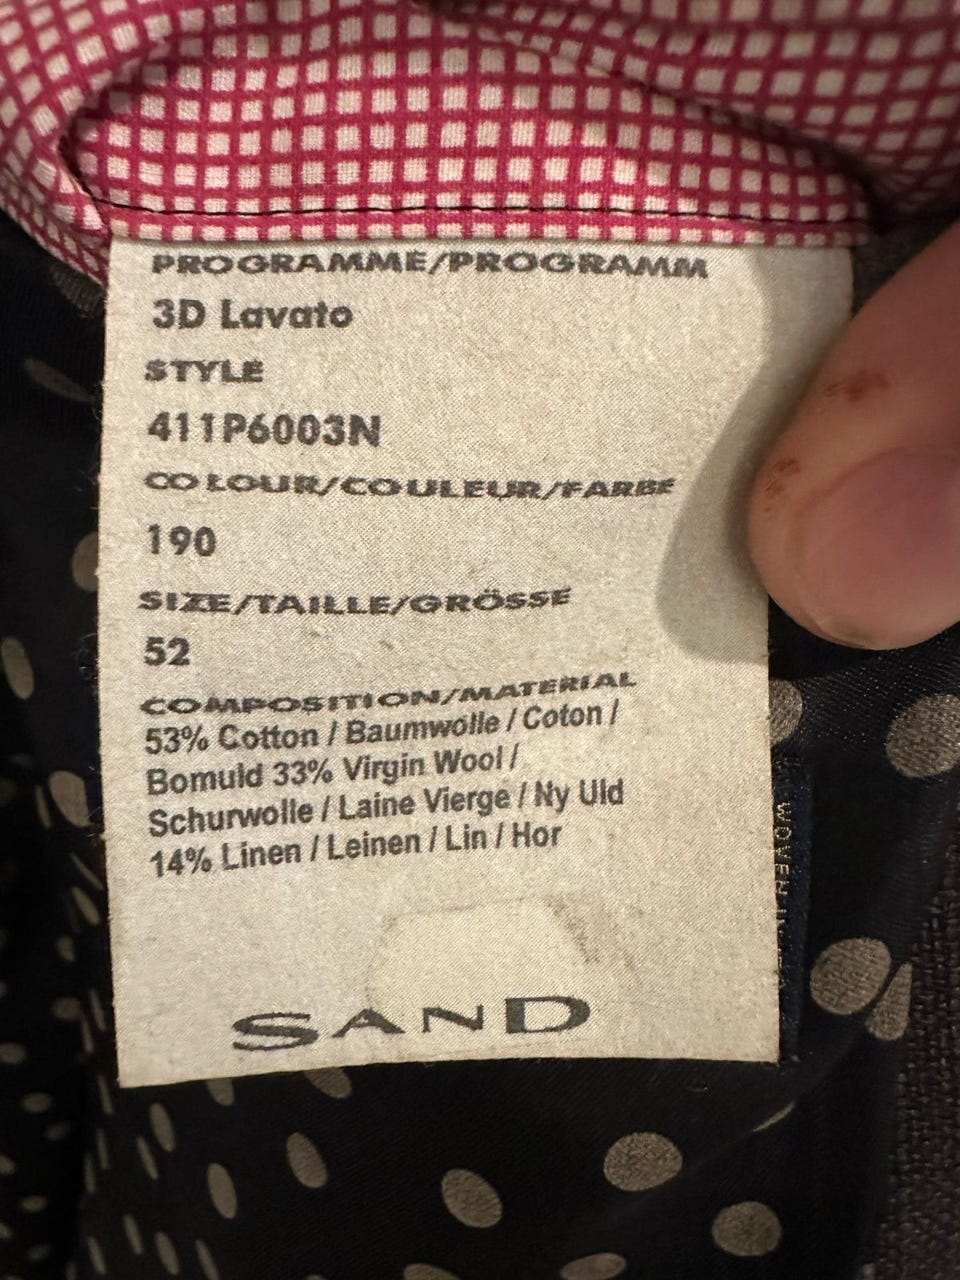 PROGRAMME/PROGRAMM
3D Lavato
STYLE
411P6003N
COLOUR/COULEUR/FARBE
190
SIZE/TAILLE/GRÖSSE
52
COMPOSITION/MATERIAL
53% Cotton / Baumwolle / Coton /
Bomuld 33% Virgin Wool /
Schurwolle / Laine Vierge / Ny Uld
14% Linen / Leinen / Lin / Hor
SAND
WOVEN